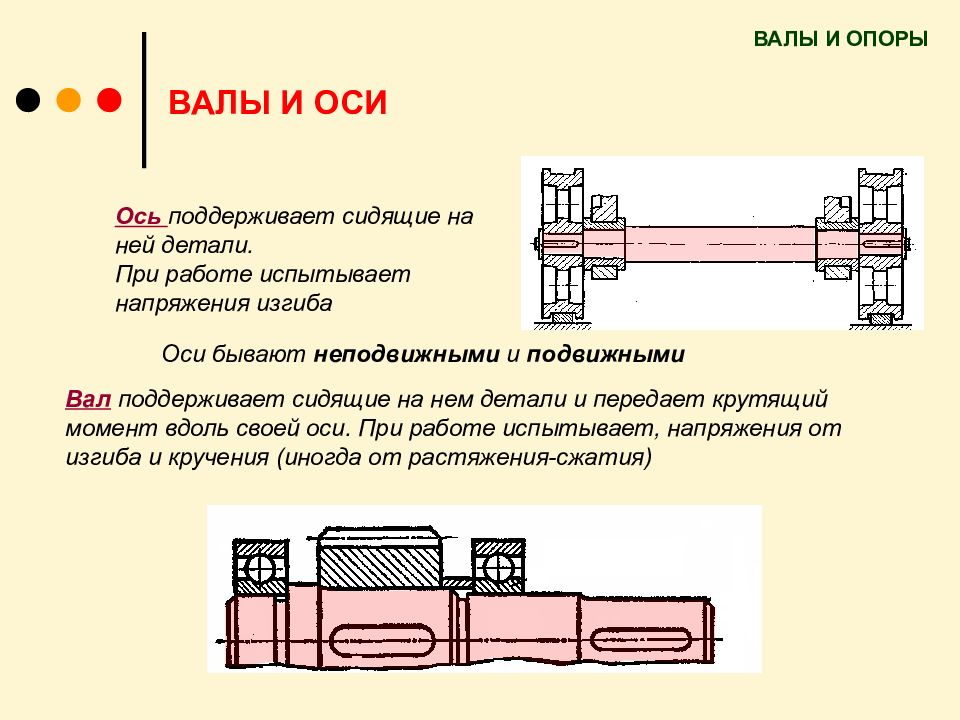 ВАЛЫ И ОПОРЫ
ВАЛЫ И ОСИ
Ось поддерживает сидящие на
ней детали.
При работе испытывает
напряжения изгиба
Оси бывают неподвижными и подвижными
Вал поддерживает сидящие на нем детали и передает крутящий
момент вдоль своей оси. При работе испытывает, напряжения от
изгиба и кручения (иногда от растяжения-сжатия)